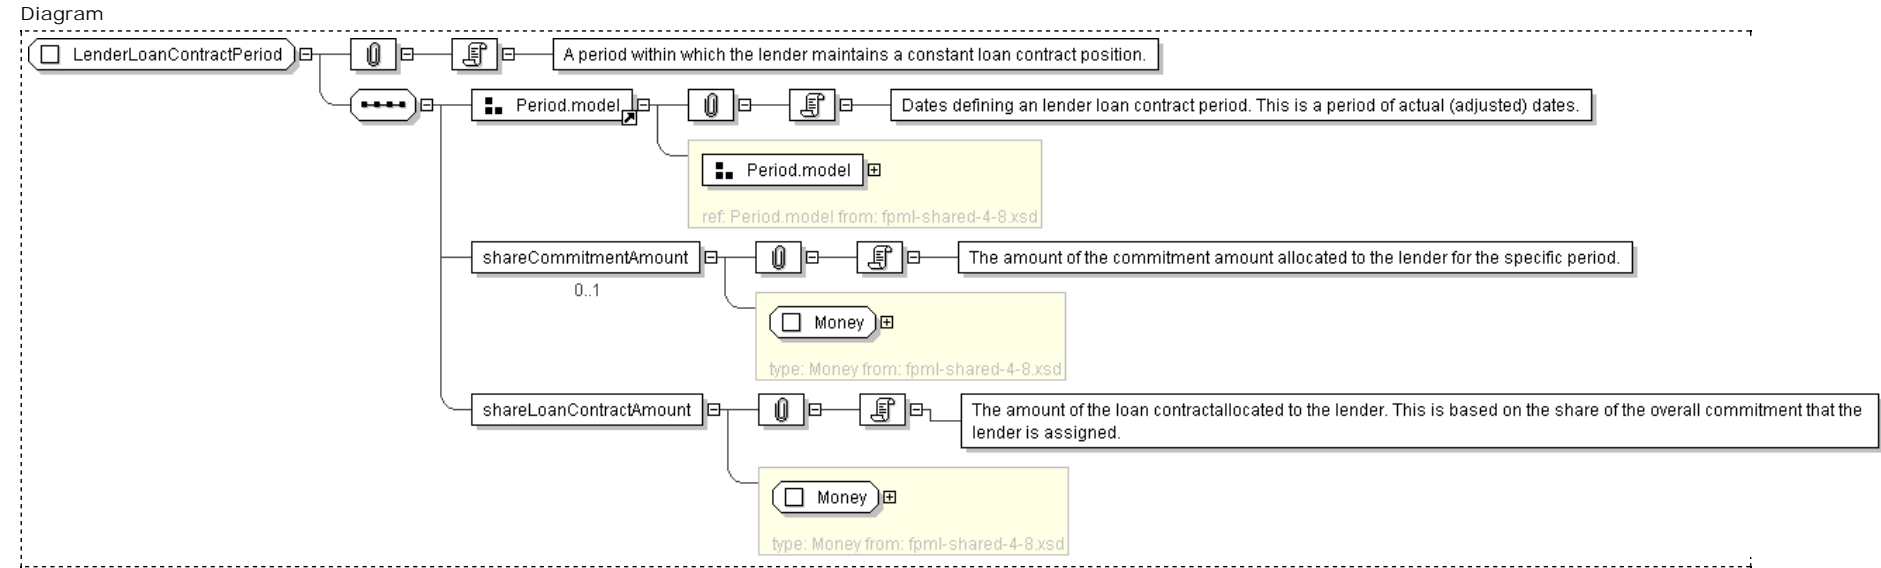 Diagram
LenderLoanContractPeriod
A period within which the lender maintains a constant loan contract position.
Period.model
Dates defining an lender loan contract period. This is a period of actual (adjusted) dates.
Period.model
ref: Period.model from: fpml-shared-4-8.xsd
shareCommitmentAmount
The amount of the commitment amount allocated to the lender for the specific period.
0..1
Money
type: Money from: fpml-shared-4-8.xsd
shareLoanContractAmount
The amount of the loan contractallocated to the lender. This is based on the share of the overall commitment that the
lender is assigned.
Money
type: Money from: fpml-shared-4-8.xsd